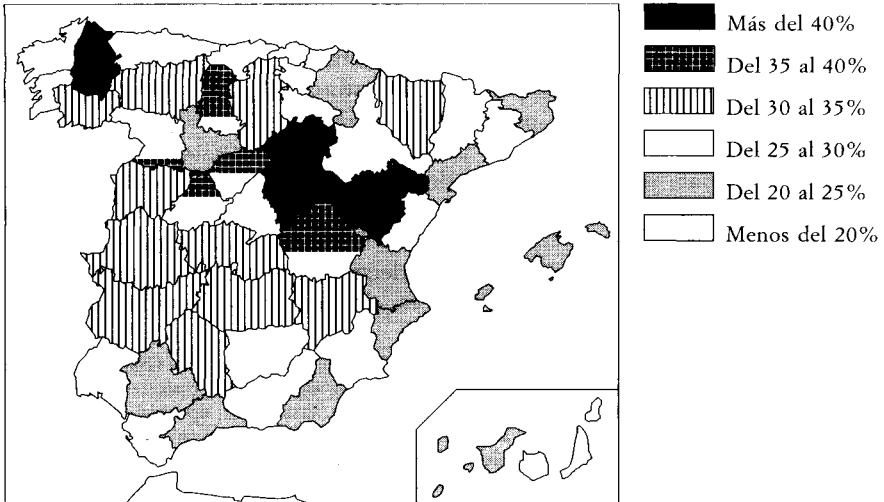 Más del 40%
Del 35 al 40%
Del 30 al 35%
Del 25 al 30%
Del 20 al 25%
Menos del 20%